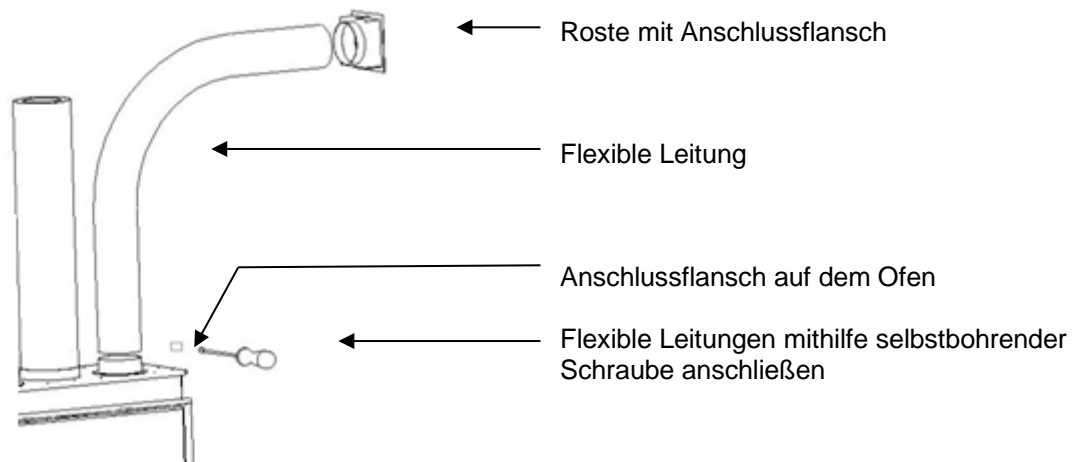 Roste mit Anschlussflansch
Flexible Leitung
Anschlussflansch auf dem Ofen
Flexible Leitungen mithilfe selbstbohrender
Schraube anschließen